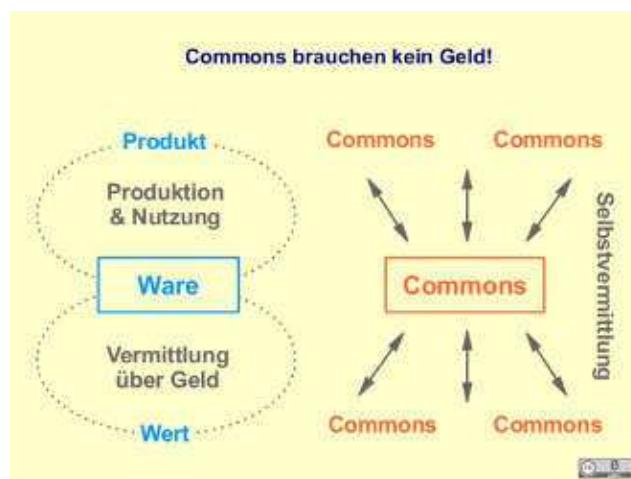 Commons brauchen kein Geld!
Produkt
Produktion
& Nutzung
Ware
Vermittlung
über Geld
Wert
Commons
Commons
Commons
Selbstvermittlung
Commons
Commons